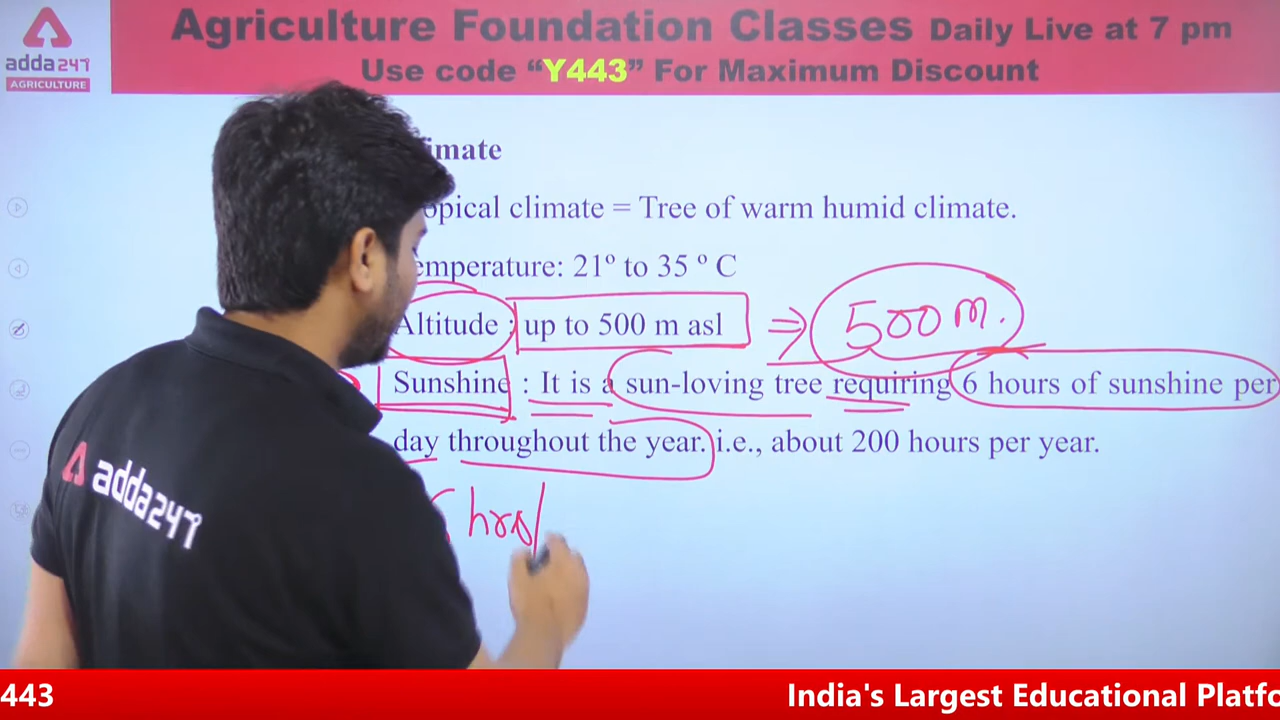 Agriculture Foundation Classes Daily Live at 7 pm
Use code “Y443” For Maximum Discount
adda247
AGRICULTURE
imate
opical climate = Tree of warm humid climate.
emperature: 21º to 35 º C
Altitude : up to 500 m asl ⇒ 500 m.
Sunshine : It is a sun-loving tree requiring 6 hours of sunshine per
day throughout the year. i.e., about 200 hours per year.
hrs/
adda247
443 India's Largest Educational Platfo